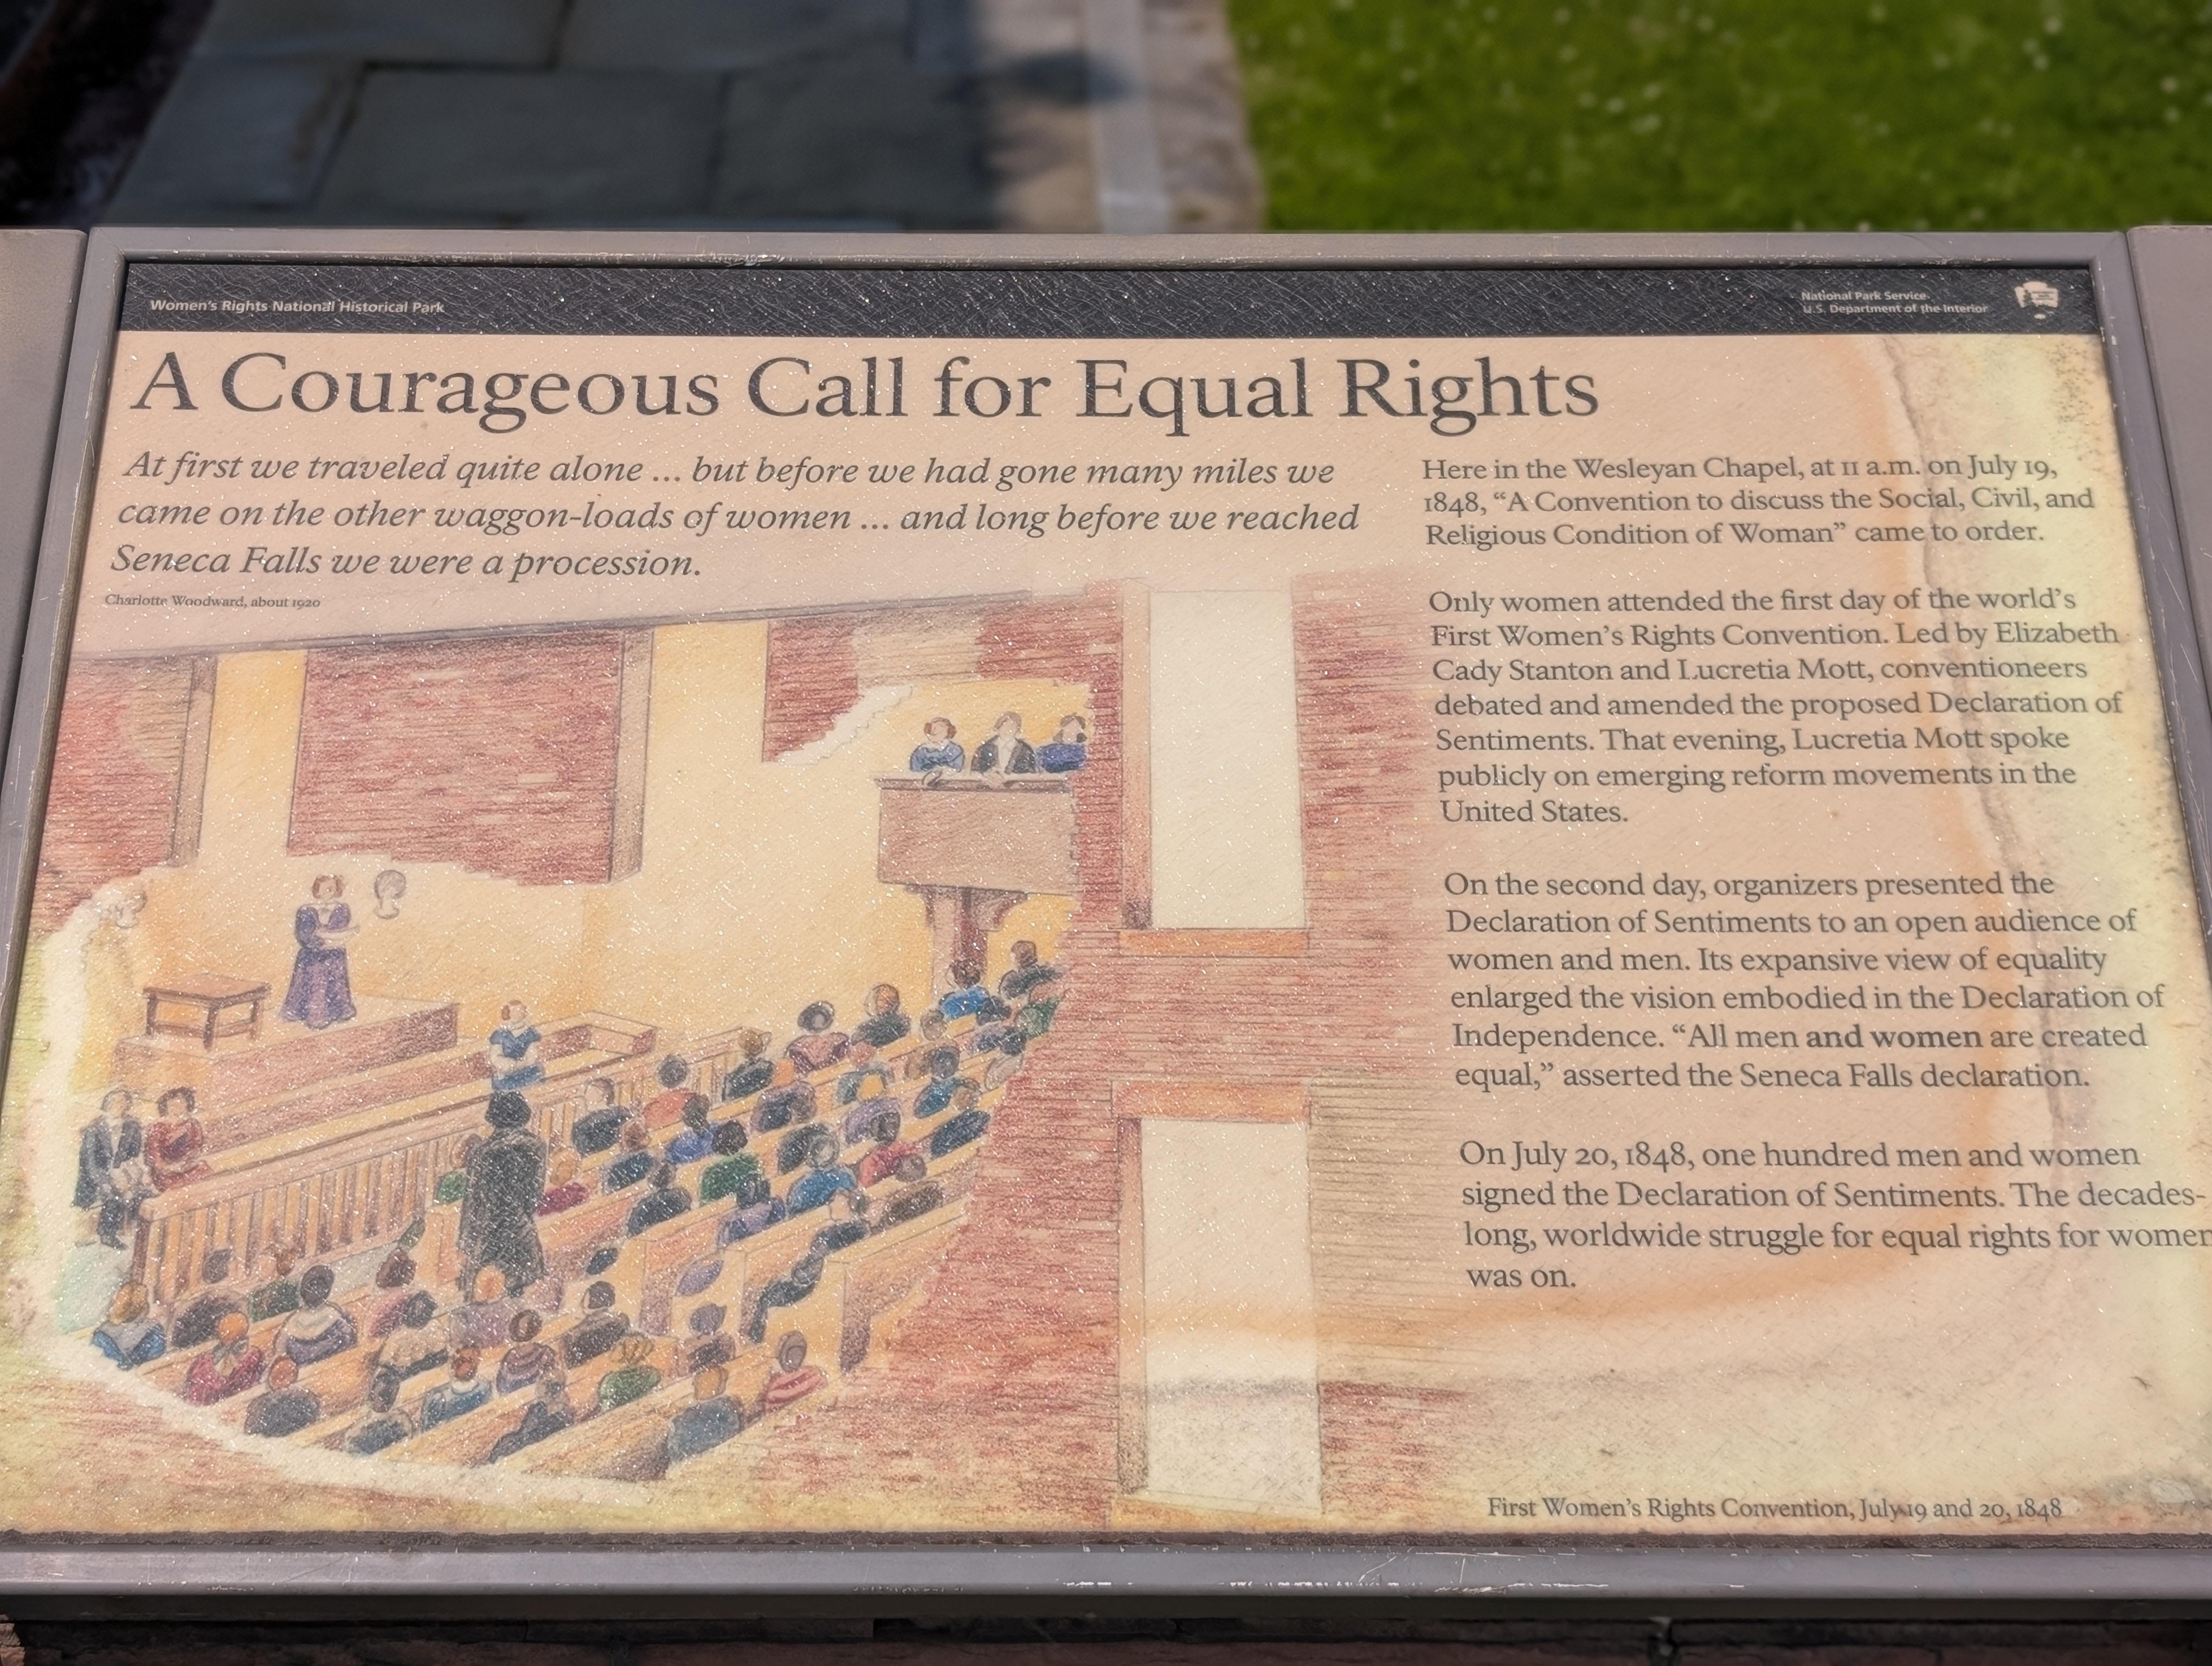 Women's Rights National Historical Park
National Park Service
U.S. Department of the Interior
A Courageous Call for Equal Rights
At first we traveled quite alone ... but before we had gone many miles we
came on the other waggon-loads of women ... and long before we reached
Seneca Falls we were a procession.
Charlotte Woodward, about 1920
Here in the Wesleyan Chapel, at 11 a.m. on July 19,
1848, “A Convention to discuss the Social, Civil, and
Religious Condition of Woman” came to order.
Only women attended the first day of the world's
First Women's Rights Convention. Led by Elizabeth
Cady Stanton and Lucretia Mott, conventioneers
debated and amended the proposed Declaration of
Sentiments. That evening, Lucretia Mott spoke
publicly on emerging reform movements in the
United States.
On the second day, organizers presented the
Declaration of Sentiments to an open audience of
women and men. Its expansive view of equality
enlarged the vision embodied in the Declaration of
Independence. “All men and women are created
equal,” asserted the Seneca Falls declaration.
On July 20, 1848, one hundred men and women
signed the Declaration of Sentiments. The decades-
long, worldwide struggle for equal rights for women
was on.
First Women's Rights Convention, July 19 and 20, 1848